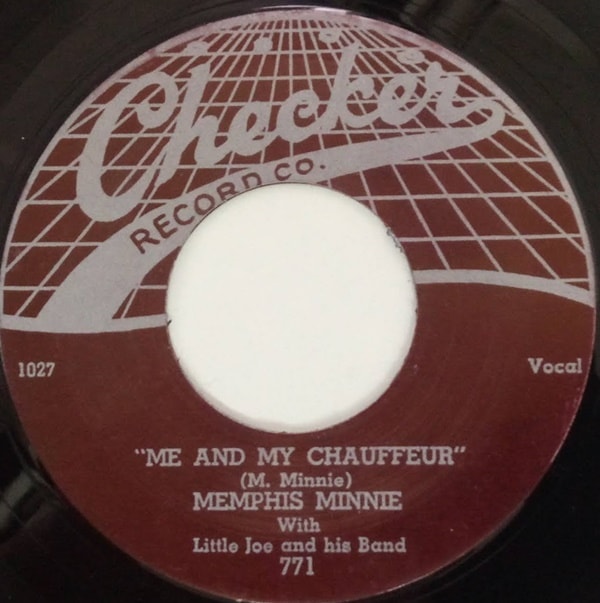 Checker
RECORD CO.
1027
Vocal
"ME AND MY CHAUFFEUR"
(M. Minnie)
MEMPHIS MINNIE
With
Little Joe and his Band
771